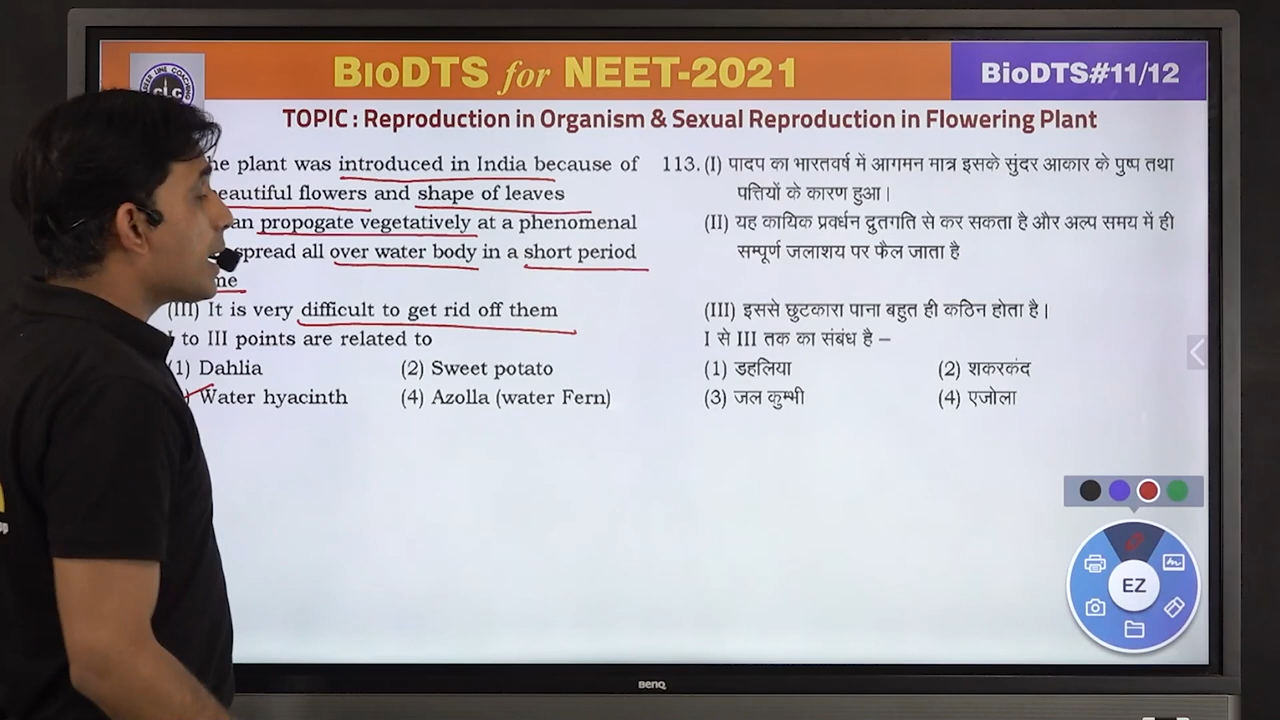 BIODTS for NEET-2021
BioDTS#11/12
TOPIC : Reproduction in Organism & Sexual Reproduction in Flowering Plant
he plant was introduced in India because of
eautiful flowers and shape of leaves
an propogate vegetatively at a phenomenal
spread all over water body in a short period
me
(III) It is very difficult to get rid off them
I to III points are related to
1) Dahlia (2) Sweet potato
) Water hyacinth (4) Azolla (water Fern)
113. (I) पादप का भारतवर्ष में आगमन मात्र इसके सुंदर आकार के पुष्प तथा
पत्तियों के कारण हुआ।
(II) यह कायिक प्रवर्धन द्रुतगति से कर सकता है और अल्प समय में ही
सम्पूर्ण जलाशय पर फैल जाता है
(III) इससे छुटकारा पाना बहुत ही कठिन होता है।
I से III तक का संबंध है –
(1) डहलिया (2) शकरकंद
(3) जल कुम्भी (4) एजोला
EZ
BenQ